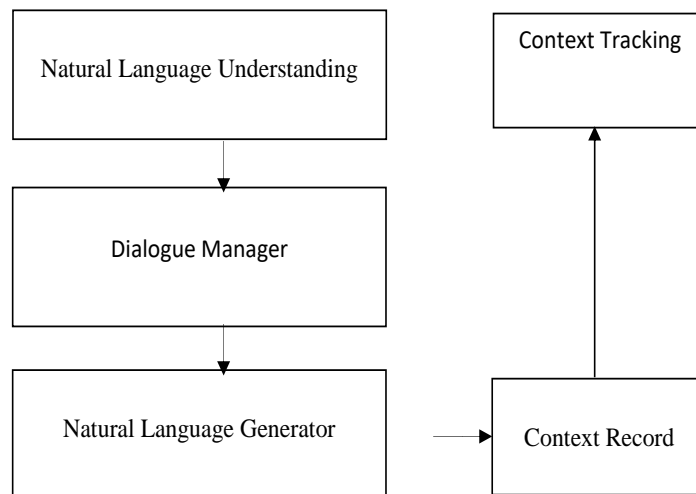 Natural Language Understanding
Context Tracking
Dialogue Manager
Natural Language Generator
Context Record